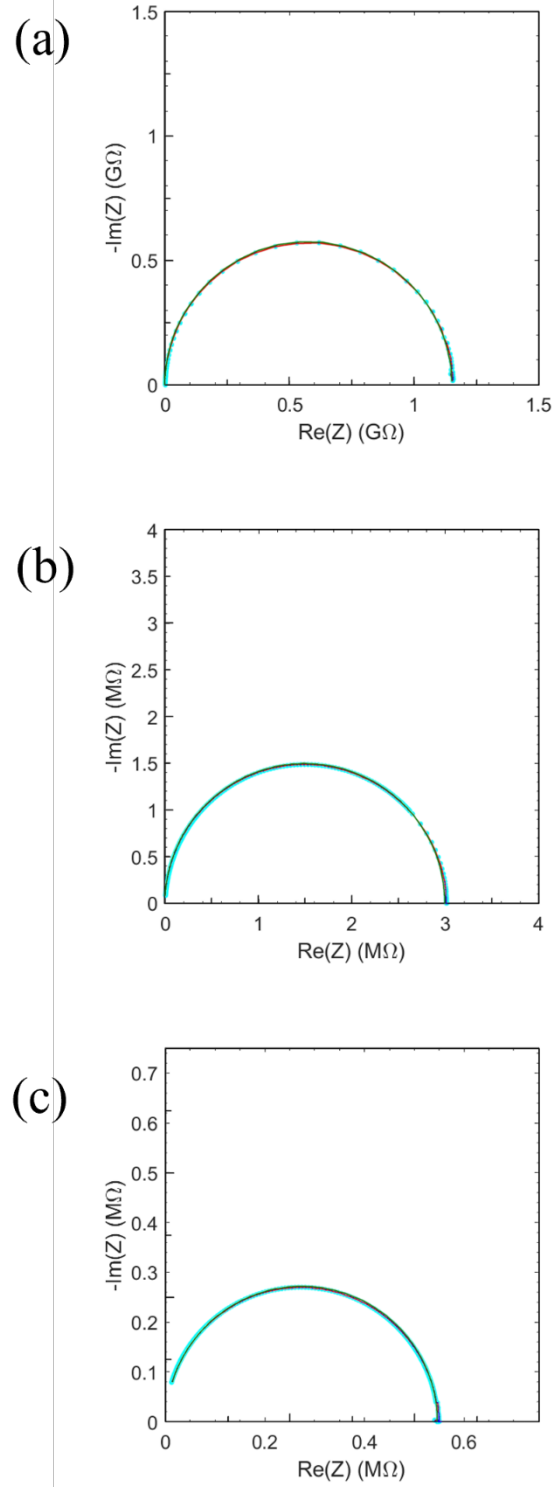 (a)
1.5
1
0.5
0
-Im(Z) (GΩ)
0 0.5 1 1.5
Re(Z) (GΩ)
(b)
4
3.5
3
2.5
2
1.5
1
0.5
0
-Im(Z) (MΩ)
0 1 2 3 4
Re(Z) (MΩ)
(c)
0.7
0.6
0.5
0.4
0.3
0.2
0.1
0
-Im(Z) (MΩ)
0 0.2 0.4 0.6
Re(Z) (MΩ)